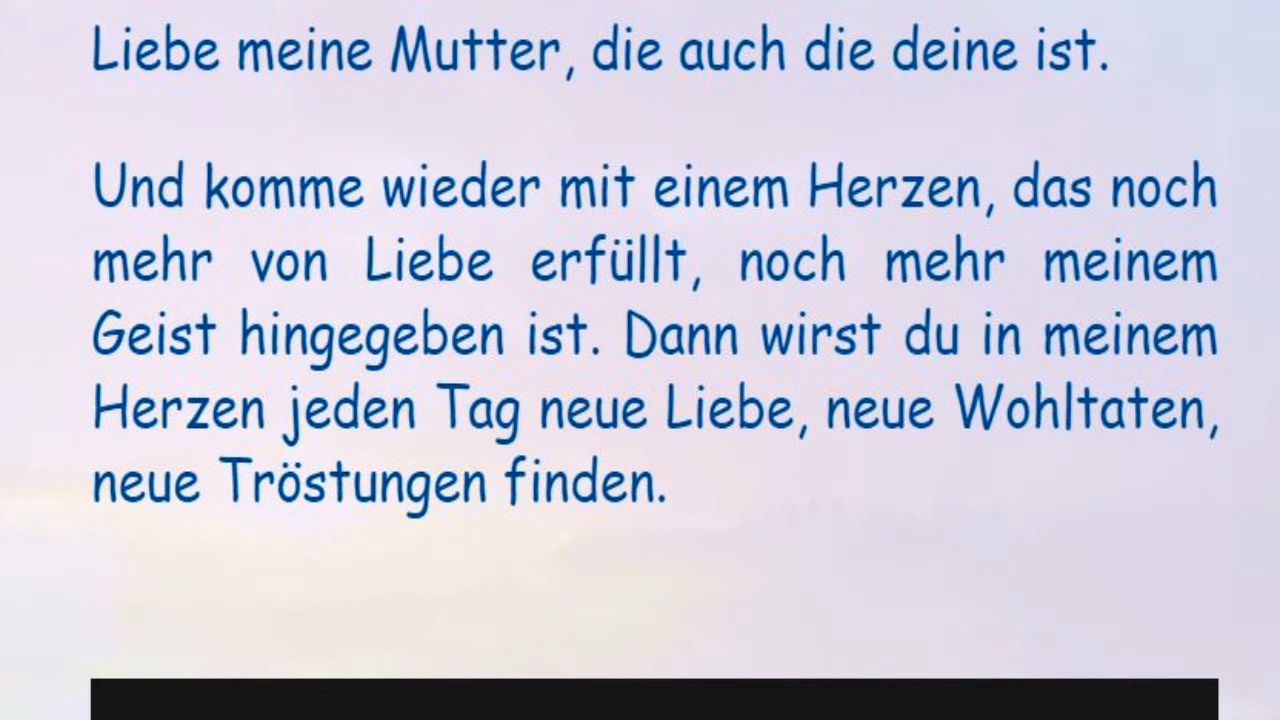 Liebe meine Mutter, die auch die deine ist.
Und komme wieder mit einem Herzen, das noch
mehr von Liebe erfüllt, noch mehr meinem
Geist hingegeben ist. Dann wirst du in meinem
Herzen jeden Tag neue Liebe, neue Wohltaten,
neue Tröstungen finden.